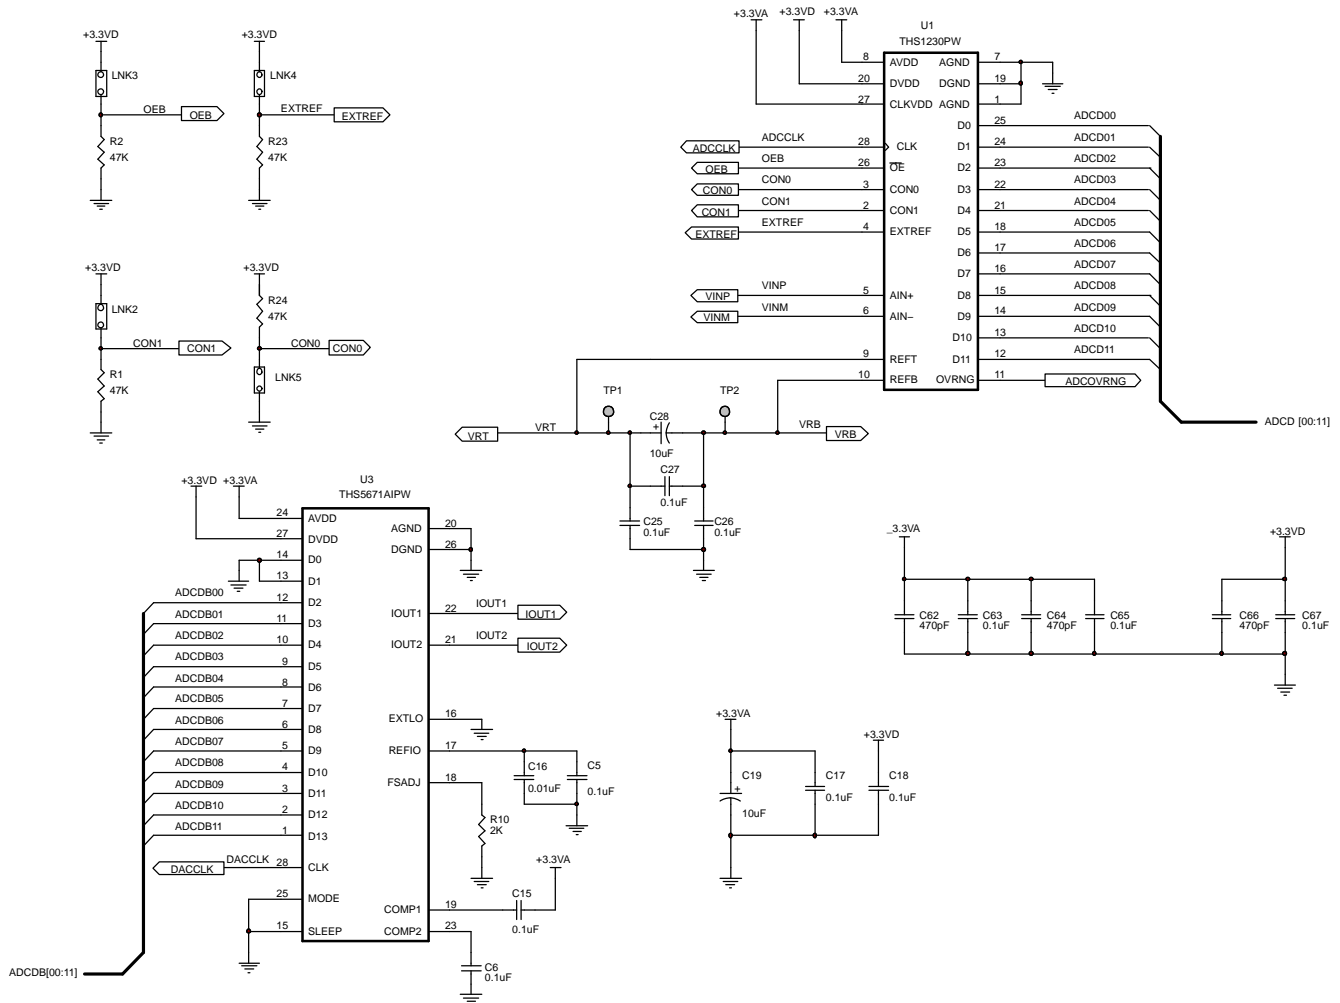 +3.3VD
LNK3
OEB
OEB
R2
47K
+3.3VD
LNK4
EXTREF
EXTREF
R23
47K
+3.3VD
LNK2
CON1
CON1
R1
47K
+3.3VD
R24
47K
CON0
CON0
LNK5
+3.3VA +3.3VD +3.3VA
U1
THS1230PW
8 AVDD AGND 7
20 DVDD DGND 19
27 CLKVDD AGND 1
D0 25 ADCD00
ADCCLK ADCCLK 28 CLK D1 24 ADCD01
OEB OEB 26 OE D2 23 ADCD02
CON0 CON0 3 CON0 D3 22 ADCD03
CON1 CON1 2 CON1 D4 21 ADCD04
EXTREF EXTREF 4 EXTREF D5 18 ADCD05
D6 17 ADCD06
D7 16 ADCD07
VINP VINP 5 AIN+ D8 15 ADCD08
VINM VINM 6 AIN– D9 14 ADCD09
D10 13 ADCD10
9 REFT D11 12 ADCD11
10 REFB OVRNG 11 ADCOVRNG
ADCD [00:11]
TP1 TP2
VRT VRT
C28
+
10uF
VRB VRB
C27
0.1uF
C25
0.1uF
C26
0.1uF
+3.3VD +3.3VA
U3
THS5671AIPW
24 AVDD AGND 20
27 DVDD DGND 26
14 D0
13 D1
ADCDB00 12 D2
ADCDB01 11 D3 IOUT1 22 IOUT1 IOUT1
ADCDB02 10 D4 IOUT2 21 IOUT2 IOUT2
ADCDB03 9 D5
ADCDB04 8 D6
ADCDB05 7 D7 EXTLO 16
ADCDB06 6 D8
ADCDB07 5 D9 REFIO 17
ADCDB08 4 D10 FSADJ 18
ADCDB09 3 D11
ADCDB10 2 D12
ADCDB11 1 D13
DACCLK DACCLK 28 CLK
25 MODE COMP1 19
15 SLEEP COMP2 23
ADCDB[00:11]
C16
0.01uF
C5
0.1uF
R10
2K
+3.3VA
C15
0.1uF
C6
0.1uF
_3.3VA
C62
470pF
C63
0.1uF
C64
470pF
C65
0.1uF
+3.3VD
C66
470pF
C67
0.1uF
+3.3VA
C19
+
10uF
C17
0.1uF
+3.3VD
C18
0.1uF